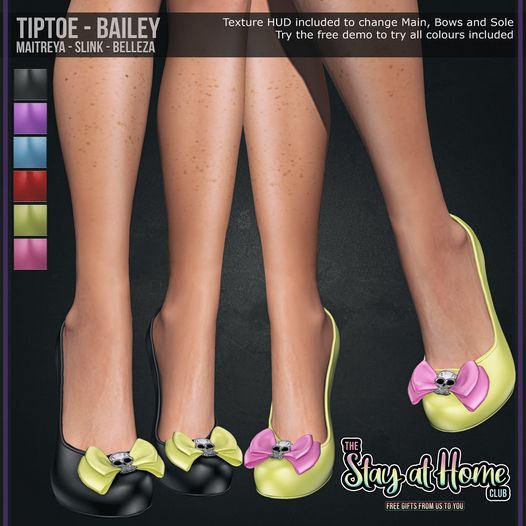 TIPTOE - BAILEY
MAITREYA - SLINK - BELLEZA
Texture HUD included to change Main, Bows and Sole
Try the free demo to try all colours included
THE
Stay at Home
CLUB
FREE GIFTS FROM US TO YOU